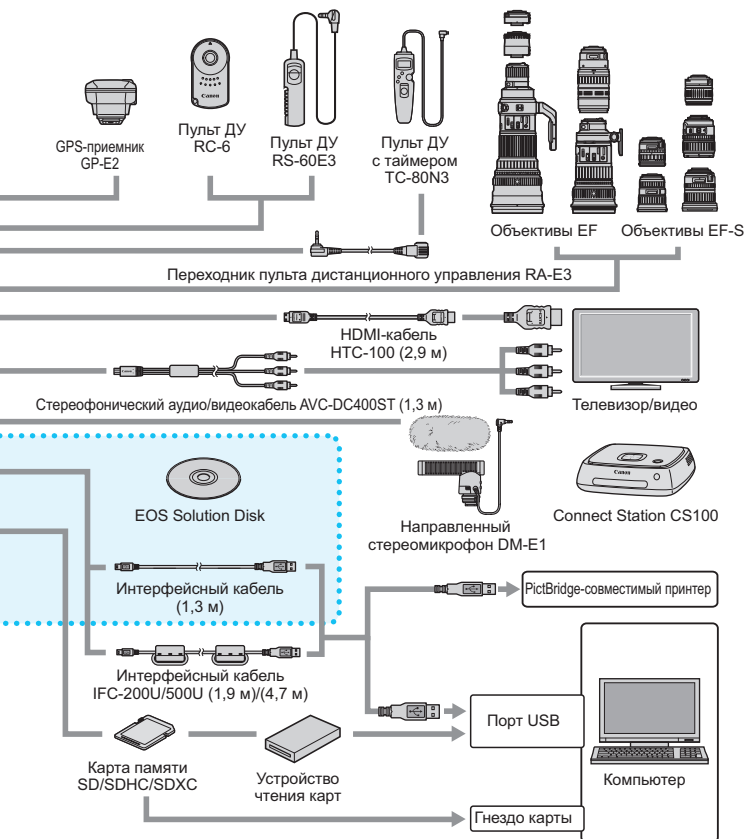 GPS-приемник
GP-E2
Canon
Пульт ДУ
RC-6
Пульт ДУ
RS-60E3
Пульт ДУ
с таймером
TC-80N3
Объективы EF
Объективы EF-S
Переходник пульта дистанционного управления RA-E3
HDMI-кабель
HTC-100 (2,9 м)
Стереофонический аудио/видеокабель AVC-DC400ST (1,3 м)
Телевизор/видео
EOS Solution Disk
Направленный
стереомикрофон DM-E1
Canon
Connect Station CS100
Интерфейсный кабель
(1,3 м)
PictBridge-совместимый принтер
Интерфейсный кабель
IFC-200U/500U (1,9 м)/(4,7 м)
Порт USB
Компьютер
Карта памяти
SD/SDHC/SDXC
Устройство
чтения карт
Гнездо карты